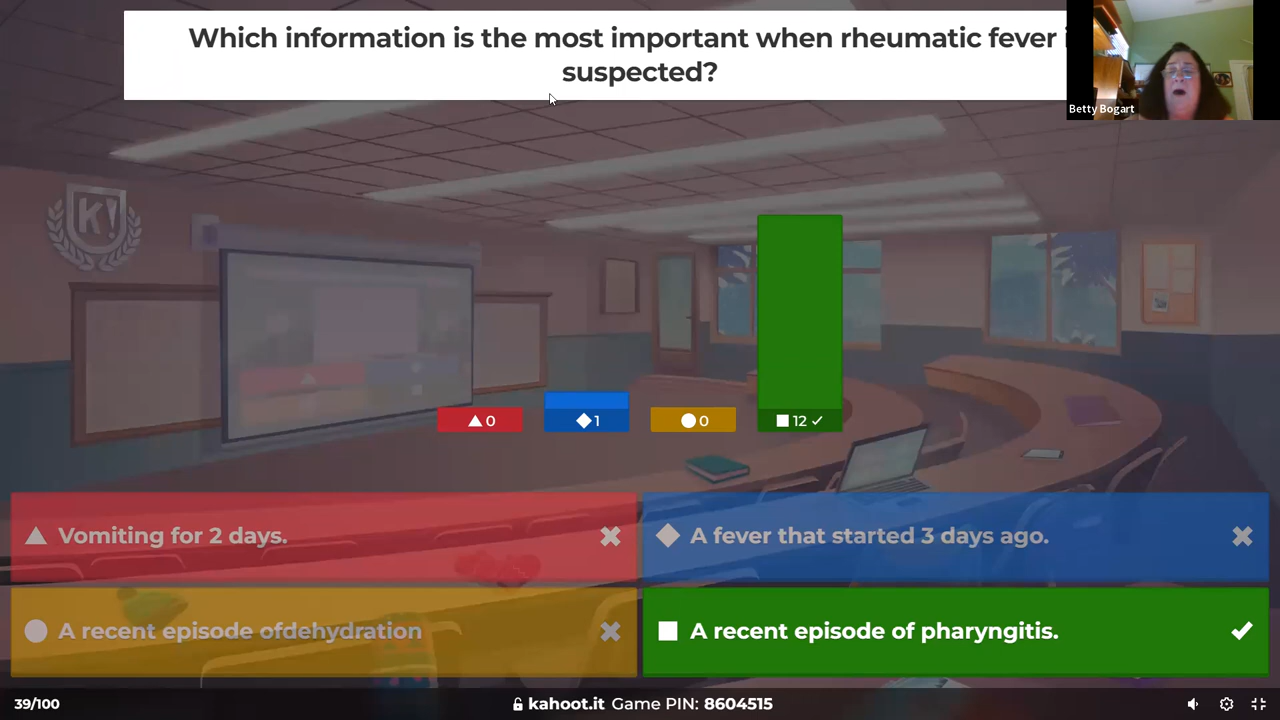 Which information is the most important when rheumatic fever
suspected?
Betty Bogart
K!
0
1
0
12
Vomiting for 2 days.
A fever that started 3 days ago.
A recent episode ofdehydration
A recent episode of pharyngitis.
39/100
kahoot.it Game PIN: 8604515